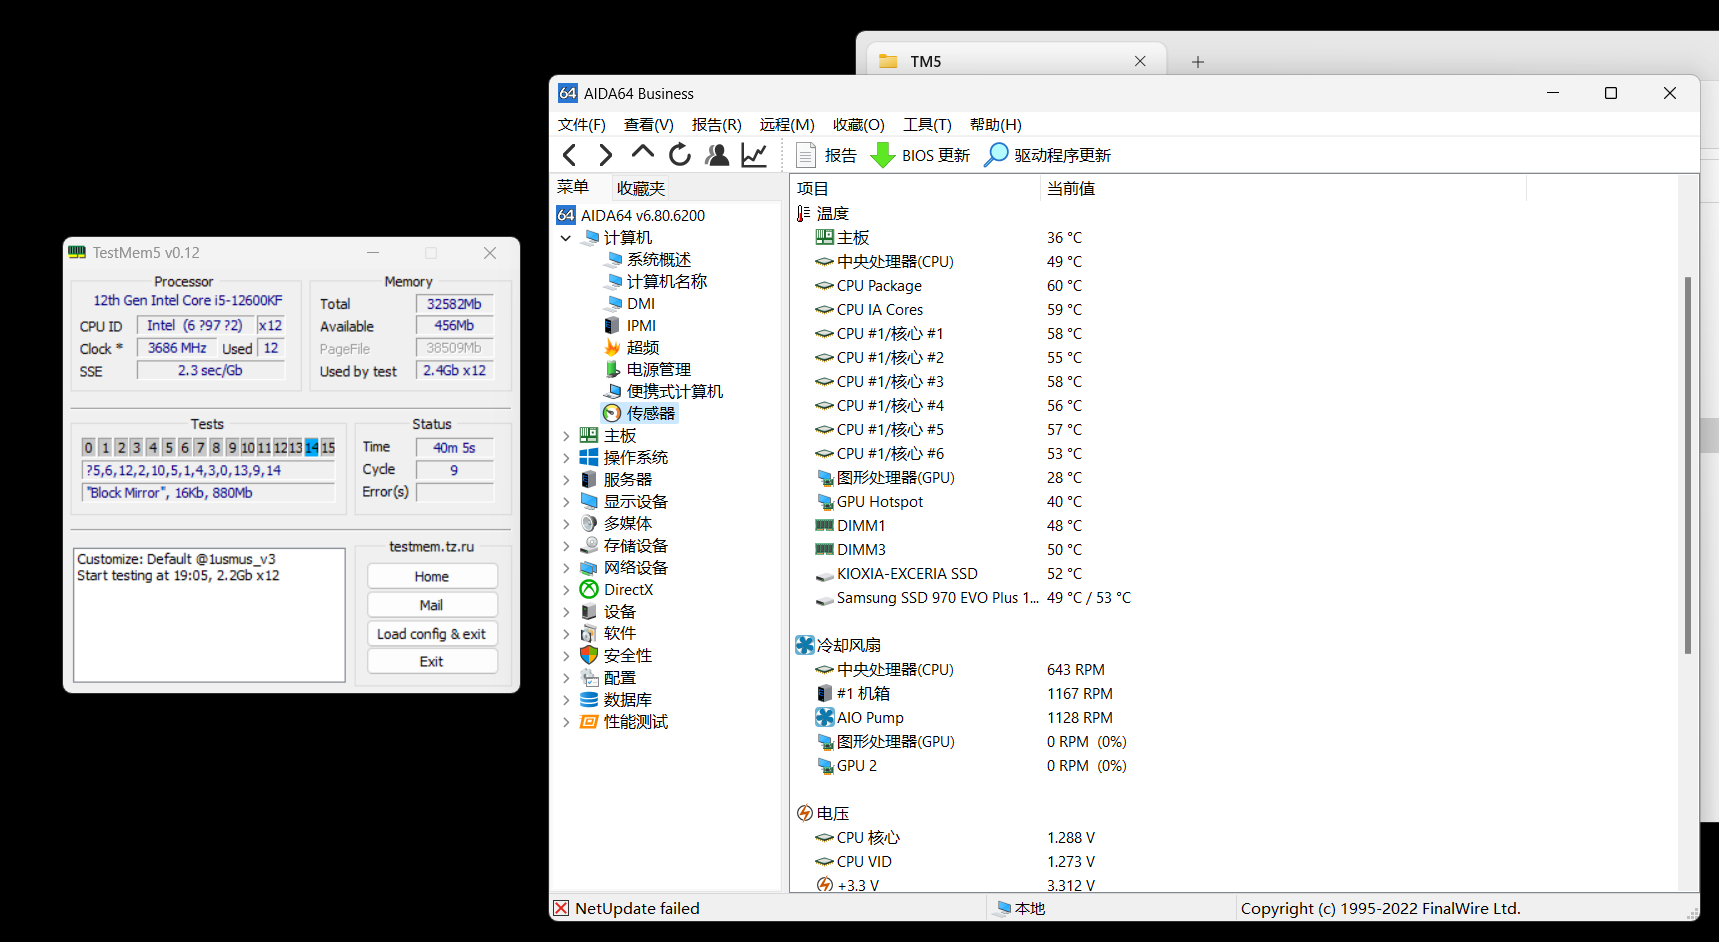 TM5
TestMem5 v0.12
Processor
12th Gen Intel Core i5-12600KF
CPU ID Intel (6 ?97 ?2) x12
Clock * 3686 MHz Used 12
SSE 2.3 sec/Gb
Memory
Total 32582Mb
Available 456Mb
PageFile 38509Mb
Used by test 2.4Gb x12
Tests
0 1 2 3 4 5 6 7 8 9 10 11 12 13 14 15
?5,6,12,2,10,5,1,4,3,0,13,9,14
"Block Mirror", 16Kb, 880Mb
Status
Time 40m 5s
Cycle 9
Error(s)
Customize: Default @1usmus_v3
Start testing at 19:05, 2.2Gb x12
testmem.tz.ru
Home
Mail
Load config & exit
Exit
64 AIDA64 Business
文件(F) 查看(V) 报告(R) 远程(M) 收藏(O) 工具(T) 帮助(H)
报告 BIOS 更新 驱动程序更新
菜单 收藏夹
64 AIDA64 v6.80.6200
计算机
系统概述
计算机名称
DMI
IPMI
超频
电源管理
便携式计算机
传感器
主板
操作系统
服务器
显示设备
多媒体
存储设备
网络设备
DirectX
设备
软件
安全性
配置
数据库
性能测试
项目 当前值
温度
主板 36 °C
中央处理器(CPU) 49 °C
CPU Package 60 °C
CPU IA Cores 59 °C
CPU #1/核心 #1 58 °C
CPU #1/核心 #2 55 °C
CPU #1/核心 #3 58 °C
CPU #1/核心 #4 56 °C
CPU #1/核心 #5 57 °C
CPU #1/核心 #6 53 °C
图形处理器(GPU) 28 °C
GPU Hotspot 40 °C
DIMM1 48 °C
DIMM3 50 °C
KIOXIA-EXCERIA SSD 52 °C
Samsung SSD 970 EVO Plus 1... 49 °C / 53 °C
冷却风扇
中央处理器(CPU) 643 RPM
#1 机箱 1167 RPM
AIO Pump 1128 RPM
图形处理器(GPU) 0 RPM (0%)
GPU 2 0 RPM (0%)
电压
CPU 核心 1.288 V
CPU VID 1.273 V
+3.3 V 3.312 V
NetUpdate failed 本地 Copyright (c) 1995-2022 FinalWire Ltd.